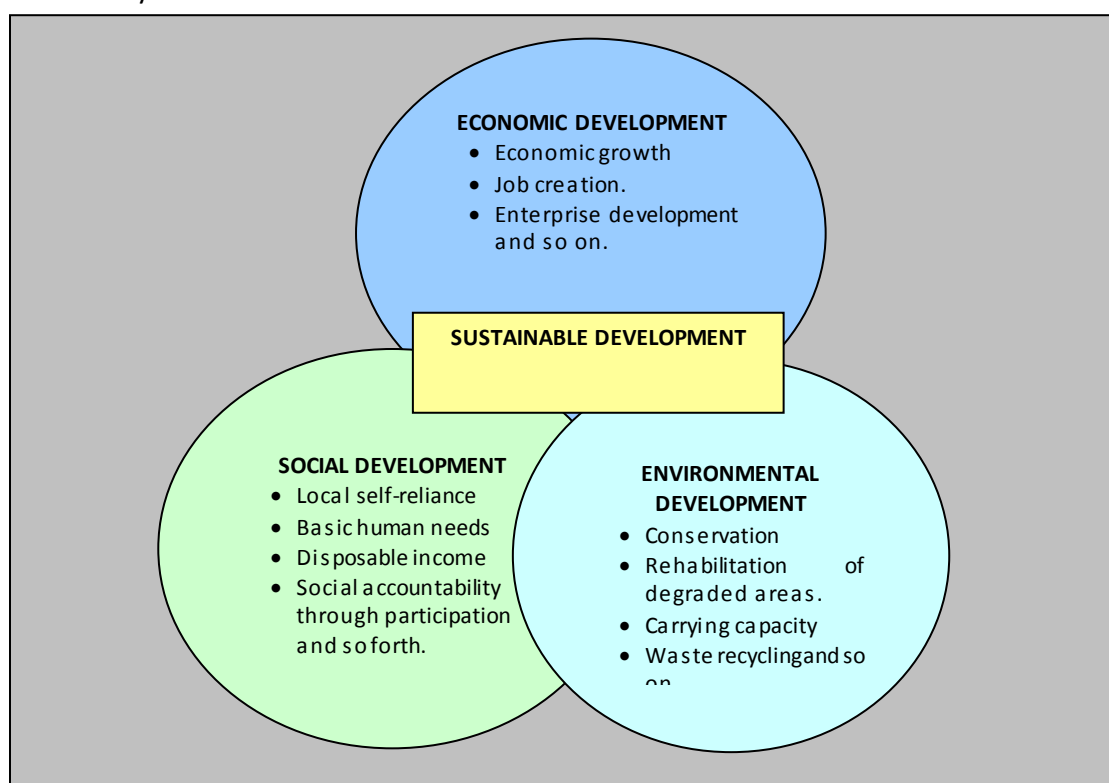 ECONOMIC DEVELOPMENT
• Economic growth
• Job creation.
• Enterprise development
and so on.
SUSTAINABLE DEVELOPMENT
SOCIAL DEVELOPMENT
• Local self-reliance
• Basic human needs
• Disposable income
• Social accountability
through participation
and so forth.
ENVIRONMENTAL
DEVELOPMENT
• Conservation
• Rehabilitation of
degraded areas.
• Carrying capacity
• Waste recyclingand so